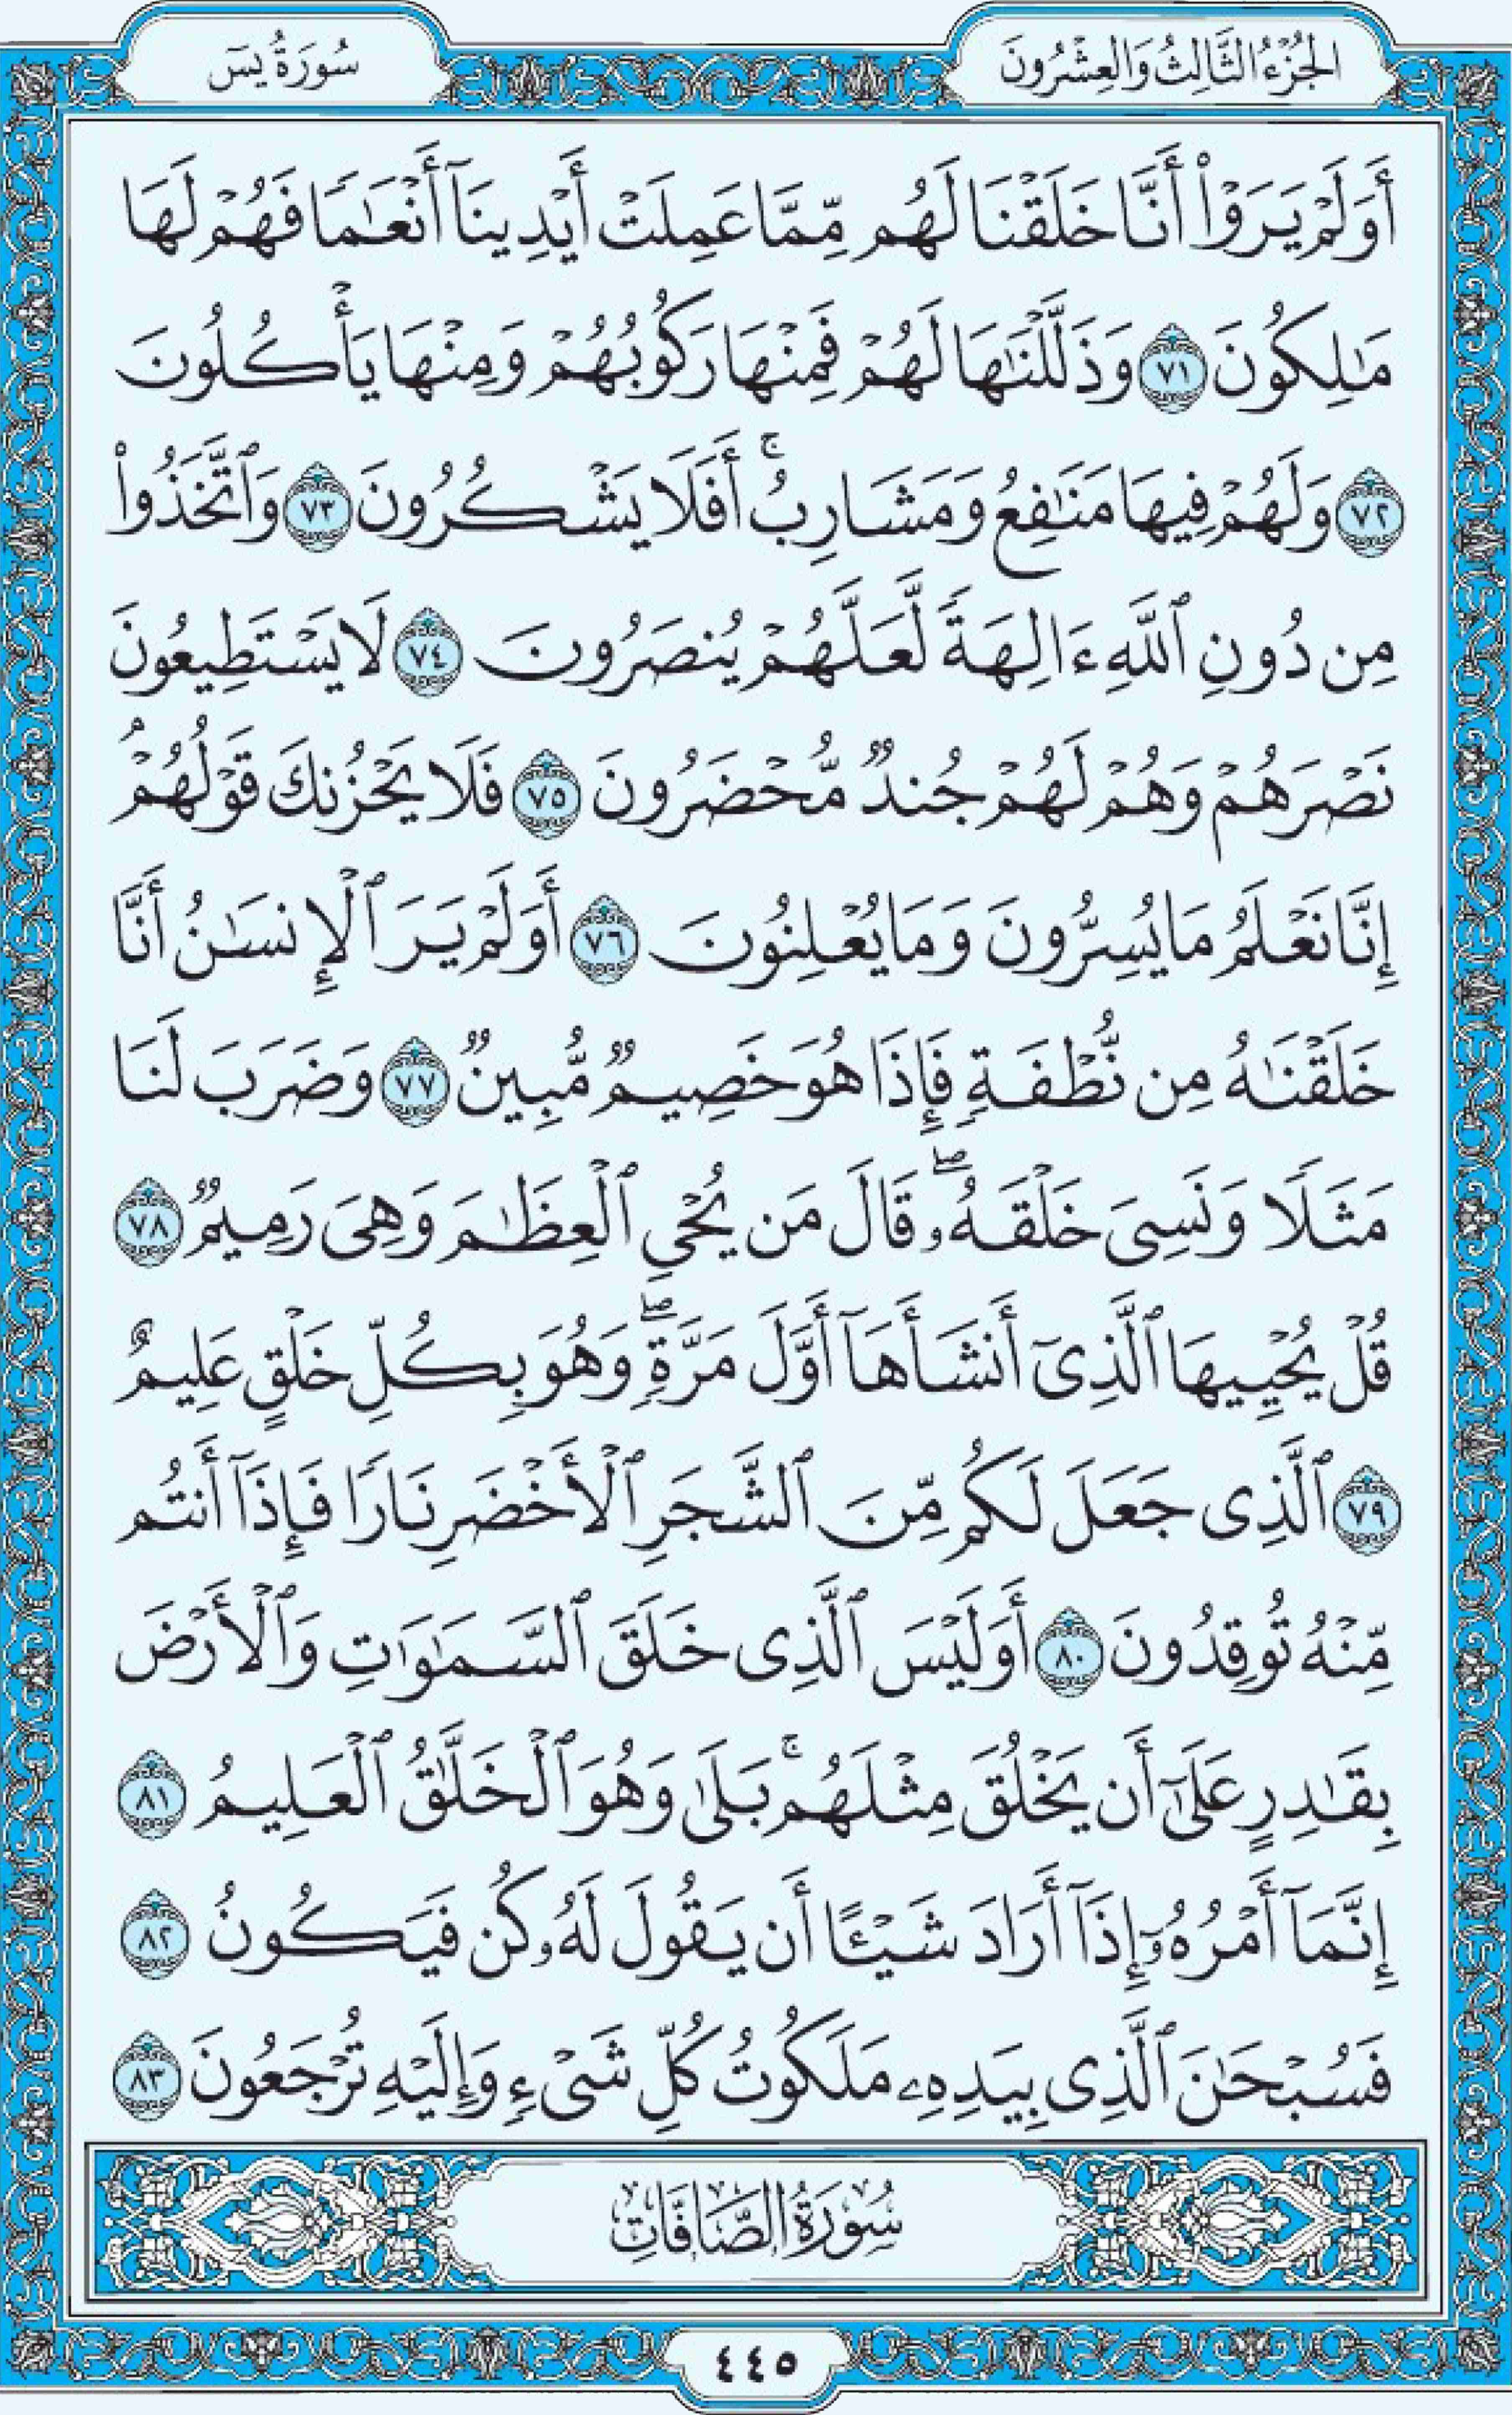 الجُزْءُ الثَّالِثُ وَالعِشْرُونَ
سُورَةُ يسٓ
أَوَلَمْ يَرَوْا۟ أَنَّا خَلَقْنَا لَهُم مِّمَّا عَمِلَتْ أَيْدِينَآ أَنْعَٰمًا فَهُمْ لَهَا
مَٰلِكُونَ ٧١ وَذَلَّلْنَٰهَا لَهُمْ فَمِنْهَا رَكُوبُهُمْ وَمِنْهَا يَأْكُلُونَ
٧٢ وَلَهُمْ فِيهَا مَنَٰفِعُ وَمَشَارِبُ ۚ أَفَلَا يَشْكُرُونَ ٧٣ وَٱتَّخَذُوا۟
مِن دُونِ ٱللَّهِ ءَالِهَةً لَّعَلَّهُمْ يُنصَرُونَ ٧٤ لَا يَسْتَطِيعُونَ
نَصْرَهُمْ وَهُمْ لَهُمْ جُندٌ مُّحْضَرُونَ ٧٥ فَلَا يَحْزُنكَ قَوْلُهُمْ ۘ
إِنَّا نَعْلَمُ مَا يُسِرُّونَ وَمَا يُعْلِنُونَ ٧٦ أَوَلَمْ يَرَ ٱلْإِنسَٰنُ أَنَّا
خَلَقْنَٰهُ مِن نُّطْفَةٍ فَإِذَا هُوَ خَصِيمٌ مُّبِينٌ ٧٧ وَضَرَبَ لَنَا
مَثَلًا وَنَسِىَ خَلْقَهُۥ ۖ قَالَ مَن يُحْىِ ٱلْعِظَٰمَ وَهِىَ رَمِيمٌ ٧٨
قُلْ يُحْيِيهَا ٱلَّذِىٓ أَنشَأَهَآ أَوَّلَ مَرَّةٍ ۖ وَهُوَ بِكُلِّ خَلْقٍ عَلِيمٌ
٧٩ ٱلَّذِى جَعَلَ لَكُم مِّنَ ٱلشَّجَرِ ٱلْأَخْضَرِ نَارًا فَإِذَآ أَنتُم
مِّنْهُ تُوقِدُونَ ٨٠ أَوَلَيْسَ ٱلَّذِى خَلَقَ ٱلسَّمَٰوَٰتِ وَٱلْأَرْضَ
بِقَٰدِرٍ عَلَىٰٓ أَن يَخْلُقَ مِثْلَهُم ۚ بَلَىٰ وَهُوَ ٱلْخَلَّٰقُ ٱلْعَلِيمُ ٨١
إِنَّمَآ أَمْرُهُۥٓ إِذَآ أَرَادَ شَيْـًٔا أَن يَقُولَ لَهُۥ كُن فَيَكُونُ ٨٢
فَسُبْحَٰنَ ٱلَّذِى بِيَدِهِۦ مَلَكُوتُ كُلِّ شَىْءٍ وَإِلَيْهِ تُرْجَعُونَ ٨٣
سُورَةُ الصَّافَّاتِ
٤٤٥